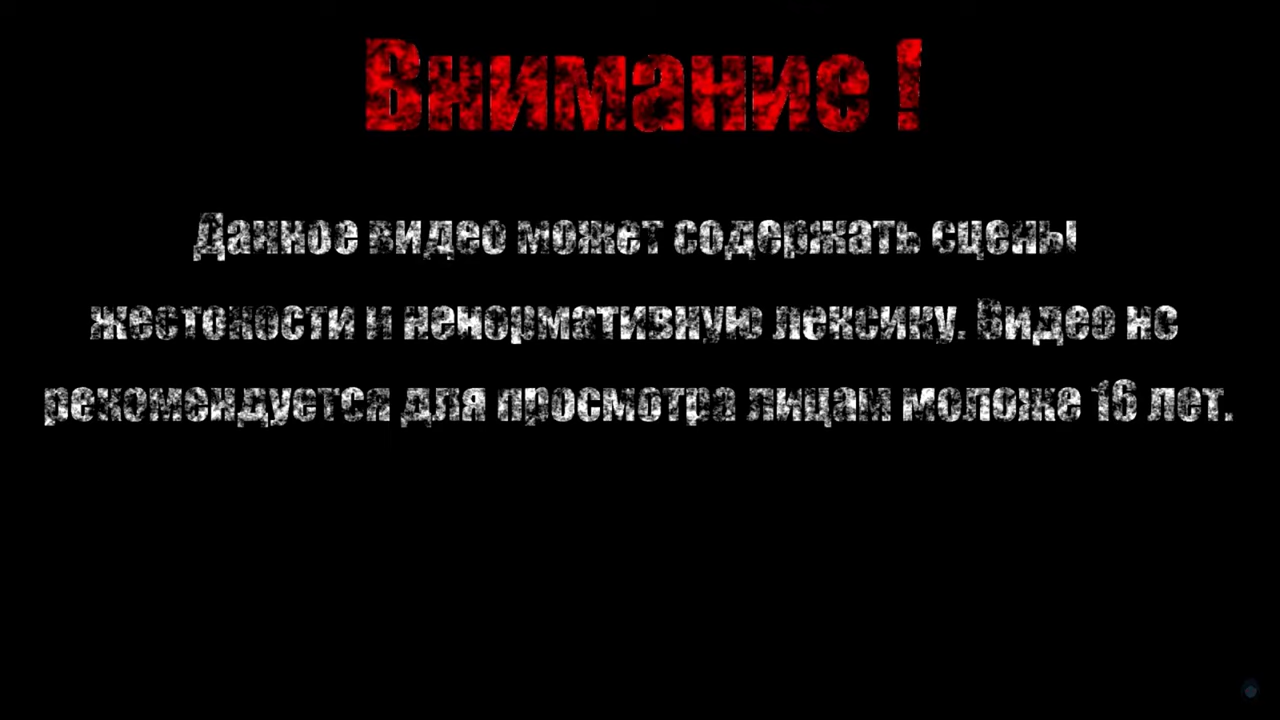 Внимание !
Данное видео может содержать сцены
жестокости и ненормативную лексику. Видео не
рекомендуется для просмотра лицам моложе 16 лет.